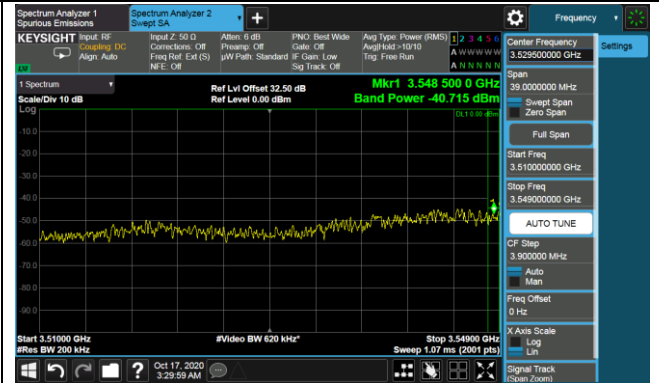 Spectrum Analyzer 1
Spurious Emissions
Spectrum Analyzer 2
Swept SA
Frequency
KEYSIGHT
Input: RF
Coupling: DC
Align: Auto
Input Z: 50 Ω
Corrections: Off
Freq Ref: Ext (S)
NFE: Off
Atten: 6 dB
Preamp: Off
µW Path: Standard
PNO: Best Wide
Gate: Off
IF Gain: Low
Sig Track: Off
Avg Type: Power (RMS)
Avg|Hold: >10/10
Trig: Free Run
1 2 3 4 5 6
A W W W W W
A N N N N N
1 Spectrum
Scale/Div 10 dB
Ref Lvl Offset 32.50 dB
Ref Level 0.00 dBm
Mkr1 3.548 500 0 GHz
Band Power -40.715 dBm
Log
DL1 0.00 dBm
-10.0
-20.0
-30.0
-40.0
-50.0
-60.0
-80.0
-90.0
Start 3.51000 GHz
#Res BW 200 kHz
#Video BW 620 kHz*
Stop 3.54900 GHz
Sweep 1.07 ms (2001 pts)
Oct 17, 2020
3:29:59 AM
Center Frequency
3.529500000 GHz
Settings
Span
39.0000000 MHz
Swept Span
Zero Span
Full Span
Start Freq
3.510000000 GHz
Stop Freq
3.549000000 GHz
AUTO TUNE
CF Step
3.900000 MHz
Auto
Man
Freq Offset
0 Hz
X Axis Scale
Log
Lin
Signal Track
(Span Zoom)